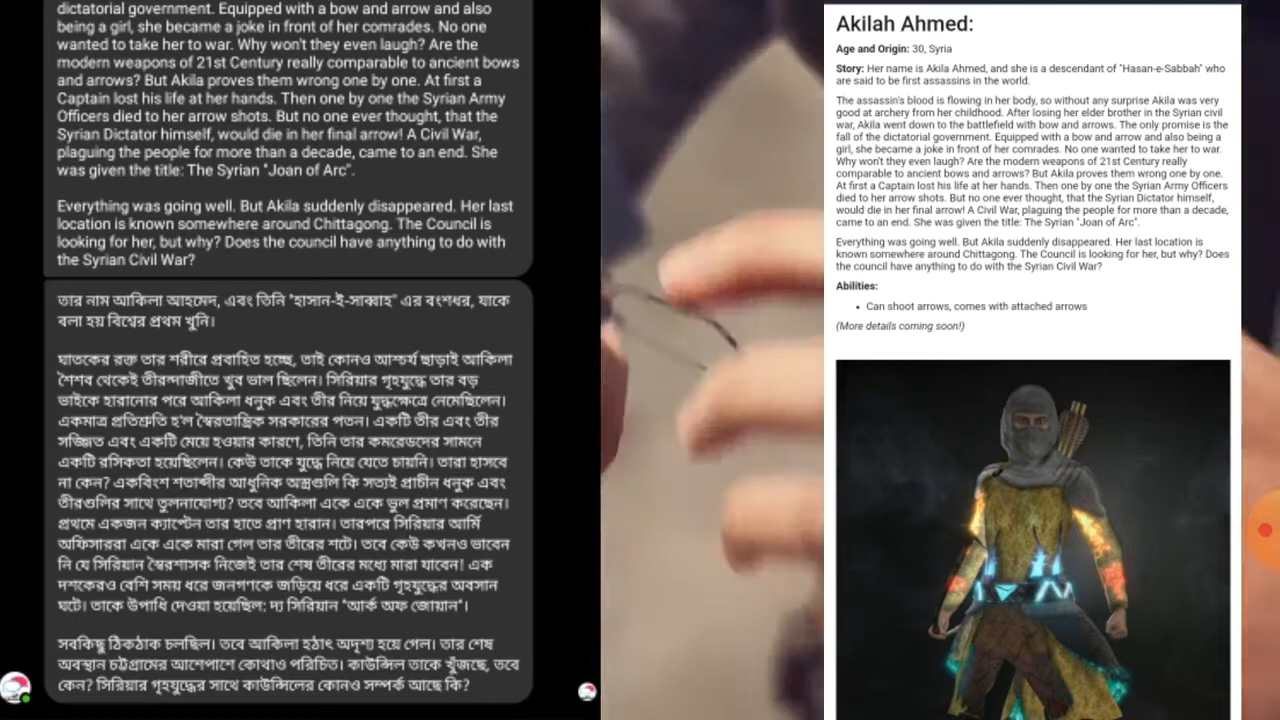 dictatorial government. Equipped with a bow and arrow and also
being a girl, she became a joke in front of her comrades. No one
wanted to take her to war. Why won't they even laugh? Are the
modern weapons of 21st Century really comparable to ancient bows
and arrows? But Akila proves them wrong one by one. At first a
Captain lost his life at her hands. Then one by one the Syrian Army
Officers died to her arrow shots. But no one ever thought, that the
Syrian Dictator himself, would die in her final arrow! A Civil War,
plaguing the people for more than a decade, came to an end. She
was given the title: The Syrian "Joan of Arc".
Everything was going well. But Akila suddenly disappeared. Her last
location is known somewhere around Chittagong. The Council is
looking for her, but why? Does the council have anything to do with
the Syrian Civil War?
তার নাম আকিলা আহমেদ, এবং তিনি "হাসান-ই-সাব্বাহ" এর বংশধর, যাকে
বলা হয় বিশ্বের প্রথম খুনি।
ঘাতকের রক্ত তার শরীরে প্রবাহিত হচ্ছে, তাই কোনও আশ্চর্য ছাড়াই আকিলা
শৈশব থেকেই তীরন্দাজীতে খুব ভাল ছিলেন। সিরিয়ার গৃহযুদ্ধে তার বড়
ভাইকে হারানোর পরে আকিলা ধনুক এবং তীর নিয়ে যুদ্ধক্ষেত্রে নেমেছিলেন।
একমাত্র প্রতিশ্রুতি হ'ল স্বৈরতান্ত্রিক সরকারের পতন। একটি তীর এবং তীর
সজ্জিত এবং একটি মেয়ে হওয়ার কারণে, তিনি তার কমরেডদের সামনে
একটি রসিকতা হয়েছিলেন। কেউ তাকে যুদ্ধে নিয়ে যেতে চায়নি। তারা হাসবে
না কেন? একবিংশ শতাব্দীর আধুনিক অস্ত্রগুলি কি সত্যই প্রাচীন ধনুক এবং
তীরগুলির সাথে তুলনাযোগ্য? তবে আকিলা একে একে ভুল প্রমাণ করেছেন।
প্রথমে একজন ক্যাপ্টেন তার হাতে প্রাণ হারান। তারপরে সিরিয়ার আর্মি
অফিসাররা একে একে মারা গেল তার তীরের শটে। তবে কেউ কখনও ভাবেন
নি যে সিরিয়ান স্বৈরশাসক নিজেই তার শেষ তীরের মধ্যে মারা যাবেন! এক
দশকেরও বেশি সময় ধরে জনগণকে জড়িয়ে ধরে একটি গৃহযুদ্ধের অবসান
ঘটে। তাকে উপাধি দেওয়া হয়েছিল: দ্য সিরিয়ান "আর্ক অফ জোয়ান"।
সবকিছু ঠিকঠাক চলছিল। তবে আকিলা হঠাৎ অদৃশ্য হয়ে গেল। তার শেষ
অবস্থান চট্টগ্রামের আশেপাশে কোথাও পরিচিত। কাউন্সিল তাকে খুঁজছে, তবে
কেন? সিরিয়ার গৃহযুদ্ধের সাথে কাউন্সিলের কোনও সম্পর্ক আছে কি?
Akilah Ahmed:
Age and Origin: 30, Syria
Story: Her name is Akila Ahmed, and she is a descendant of "Hasan-e-Sabbah" who
are said to be first assassins in the world.
The assassin's blood is flowing in her body, so without any surprise Akila was very
good at archery from her childhood. After losing her elder brother in the Syrian civil
war, Akila went down to the battlefield with bow and arrows. The only promise is the
fall of the dictatorial government. Equipped with a bow and arrow and also being a
girl, she became a joke in front of her comrades. No one wanted to take her to war.
Why won't they even laugh? Are the modern weapons of 21st Century really
comparable to ancient bows and arrows? But Akila proves them wrong one by one.
At first a Captain lost his life at her hands. Then one by one the Syrian Army Officers
died to her arrow shots. But no one ever thought, that the Syrian Dictator himself,
would die in her final arrow! A Civil War, plaguing the people for more than a decade,
came to an end. She was given the title: The Syrian "Joan of Arc".
Everything was going well. But Akila suddenly disappeared. Her last location is
known somewhere around Chittagong. The Council is looking for her, but why? Does
the council have anything to do with the Syrian Civil War?
Abilities:
• Can shoot arrows, comes with attached arrows
(More details coming soon!)